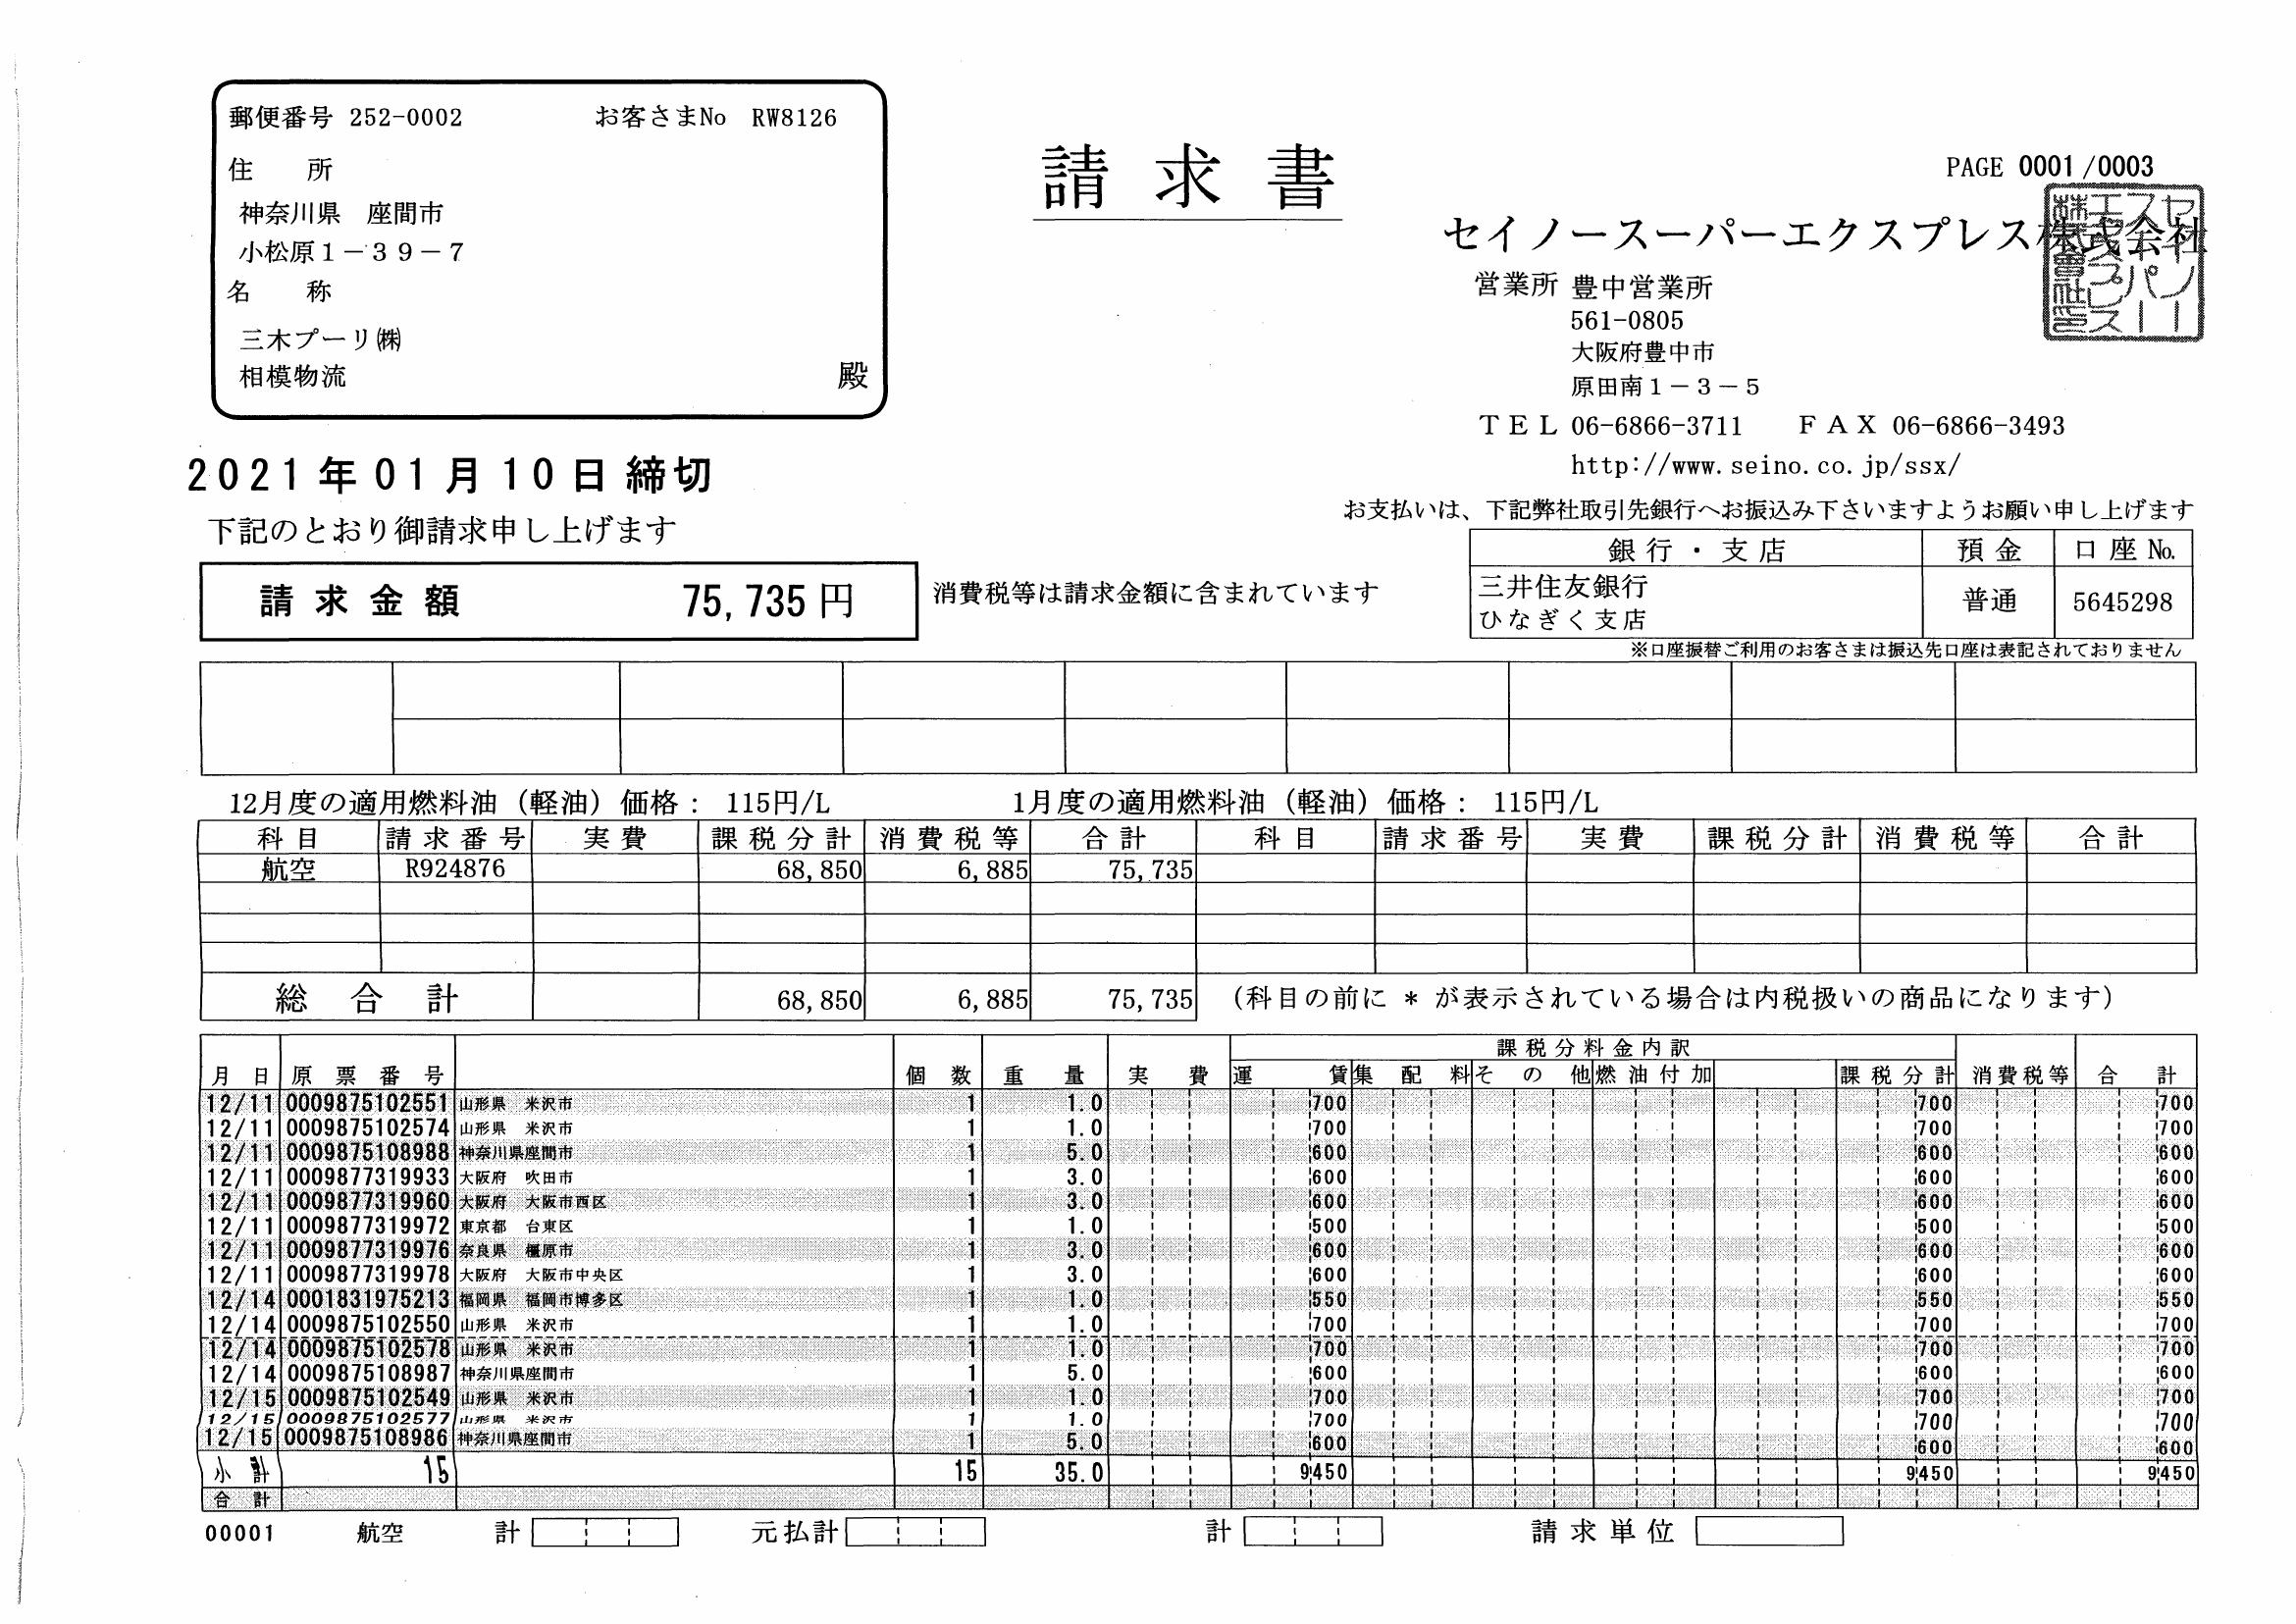 郵便番号 252-0002 お客さまNo RW8126
住 所
神奈川県 座間市
小松原１－３９－７
名 称
三木プーリ㈱
相模物流 殿
請求書
PAGE 0001 /0003
セイノースーパーエクスプレス株式会社
営業所 豊中営業所
561-0805
大阪府豊中市
原田南１－３－５
ＴＥＬ 06-6866-3711 ＦＡＸ 06-6866-3493
http://www.seino.co.jp/ssx/
2021年01月10日締切
下記のとおり御請求申し上げます
お支払いは、下記弊社取引先銀行へお振込み下さいますようお願い申し上げます
請求金額 75,735円
消費税等は請求金額に含まれています
銀行・支店 預金 口座No.
三井住友銀行 普通 5645298
ひなぎく支店
※口座振替ご利用のお客さまは振込先口座は表記されておりません
12月度の適用燃料油（軽油）価格： 115円/L 1月度の適用燃料油（軽油）価格： 115円/L
科目 請求番号 実費 課税分計 消費税等 合計 科目 請求番号 実費 課税分計 消費税等 合計
航空 R924876 68,850 6,885 75,735
総合計 68,850 6,885 75,735 （科目の前に * が表示されている場合は内税扱いの商品になります）
課税分料金内訳
月日 原票番号 個数 重量 実費 運賃 集配料 その他 燃油付加 課税分計 消費税等 合計
12/11 0009875102551 山形県 米沢市 1 1.0 700 700 700
12/11 0009875102574 山形県 米沢市 1 1.0 700 700 700
12/11 0009875108988 神奈川県座間市 1 5.0 600 600 600
12/11 0009877319933 大阪府 吹田市 1 3.0 600 600 600
12/11 0009877319960 大阪府 大阪市西区 1 3.0 600 600 600
12/11 0009877319972 東京都 台東区 1 1.0 500 500 500
12/11 0009877319976 奈良県 橿原市 1 3.0 600 600 600
12/11 0009877319978 大阪府 大阪市中央区 1 3.0 600 600 600
12/14 0001831975213 福岡県 福岡市博多区 1 1.0 550 550 550
12/14 0009875102550 山形県 米沢市 1 1.0 700 700 700
12/14 0009875102578 山形県 米沢市 1 1.0 700 700 700
12/14 0009875108987 神奈川県座間市 1 5.0 600 600 600
12/15 0009875102549 山形県 米沢市 1 1.0 700 700 700
12/15 0009875102577 山形県 米沢市 1 1.0 700 700 700
12/15 0009875108986 神奈川県座間市 1 5.0 600 600 600
小計 15 15 35.0 9450 9450 9450
合計
00001 航空 計 元払計 計 請求単位